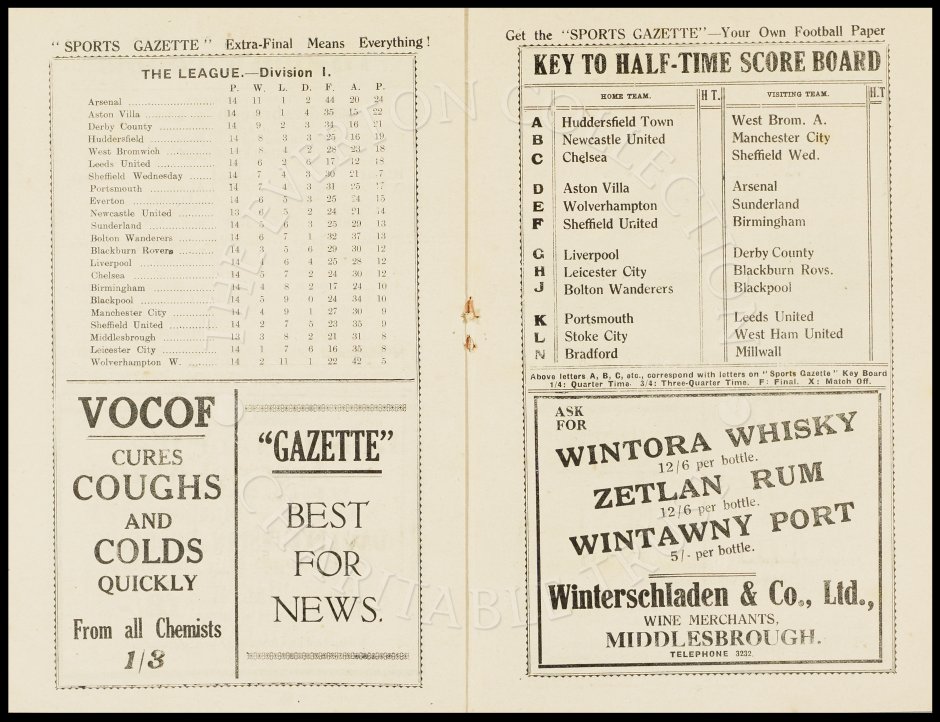 "SPORTS GAZETTE" Extra-Final Means Everything!
THE LEAGUE.—Division I.
P. W. L. D. F. A. P.
Arsenal 14 11 1 2 44 20 24
Aston Villa 14 9 1 4 35 15 22
Derby County 14 9 2 3 34 16 21
Huddersfield 14 8 3 3 25 16 19
West Bromwich 14 8 4 2 28 23 18
Leeds United 14 6 2 6 17 12 18
Sheffield Wednesday 14 7 4 3 30 21 7
Portsmouth 14 7 4 3 31 25 17
Everton 14 6 5 3 25 24 15
Newcastle United 13 6 5 2 24 21 14
Sunderland 14 5 6 3 25 29 13
Bolton Wanderers 14 6 7 1 32 37 13
Blackburn Rovers 14 3 5 6 29 30 12
Liverpool 14 4 6 4 25 28 12
Chelsea 14 5 7 2 24 30 12
Birmingham 14 4 8 2 17 24 10
Blackpool 14 5 9 0 24 34 10
Manchester City 14 4 9 1 27 30 9
Sheffield United 14 2 7 5 23 35 9
Middlesbrough 13 3 8 2 21 31 8
Leicester City 14 1 7 6 16 35 8
Wolverhampton W. 14 2 11 1 22 42 5
VOCOF
CURES
COUGHS
AND
COLDS
QUICKLY
From all Chemists
1/3
"GAZETTE"
BEST
FOR
NEWS.
Get the "SPORTS GAZETTE"—Your Own Football Paper
KEY TO HALF-TIME SCORE BOARD
HOME TEAM. H T. VISITING TEAM. H.T
A Huddersfield Town West Brom. A.
B Newcastle United Manchester City
C Chelsea Sheffield Wed.
D Aston Villa Arsenal
E Wolverhampton Sunderland
F Sheffield United Birmingham
G Liverpool Derby County
H Leicester City Blackburn Rovs.
J Bolton Wanderers Blackpool
K Portsmouth Leeds United
L Stoke City West Ham United
N Bradford Millwall
Above letters A, B, C, etc., correspond with letters on "Sports Gazette" Key Board
1/4: Quarter Time. 3/4: Three-Quarter Time. F: Final. X: Match Off.
ASK
FOR
WINTORA WHISKY
12/6 per bottle.
ZETLAN RUM
12/6 per bottle.
WINTAWNY PORT
5/- per bottle.
Winterschladen & Co., Ltd.,
WINE MERCHANTS,
MIDDLESBROUGH.
TELEPHONE 3232.
THE EVERTON COLLECTION
CHARITABLE TRUST